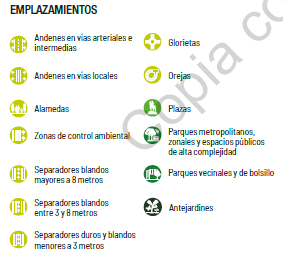 EMPLAZAMIENTOS
Andenes en vías arteriales e
intermedias
Andenes en vías locales
Alamedas
Zonas de control ambiental
Separadores blandos
mayores a 8 metros
Separadores blandos
entre 3 y 8 metros
Separadores duros y blandos
menores a 3 metros
Glorietas
Orejas
Plazas
Parques metropolitanos,
zonales y espacios públicos
de alta complejidad
Parques vecinales y de bolsillo
Antejardines
Copia co